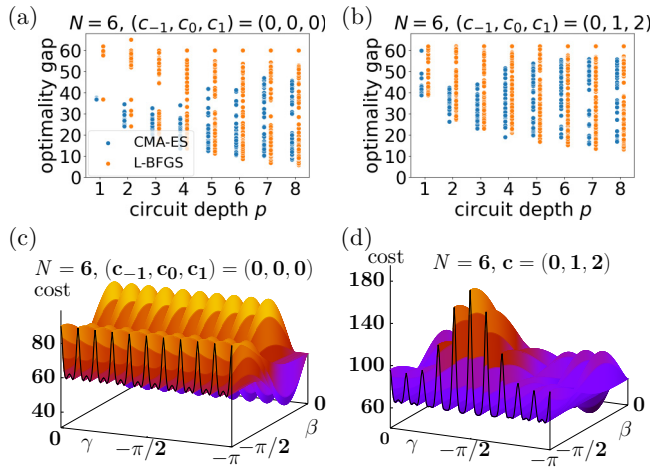 (a) N = 6, (c₋₁, c₀, c₁) = (0, 0, 0)
optimality gap
60
50
40
30
20
10
0
CMA-ES
L-BFGS
1 2 3 4 5 6 7 8
circuit depth p
(b) N = 6, (c₋₁, c₀, c₁) = (0, 1, 2)
optimality gap
60
50
40
30
20
10
0
1 2 3 4 5 6 7 8
circuit depth p
(c)
N = 6, (c₋₁, c₀, c₁) = (0, 0, 0)
cost
80
60
40
0 γ −π/2 −π
−π/2 β 0
(d)
N = 6, c = (0, 1, 2)
cost
180
140
100
60
0 γ −π/2 −π
−π/2 β 0